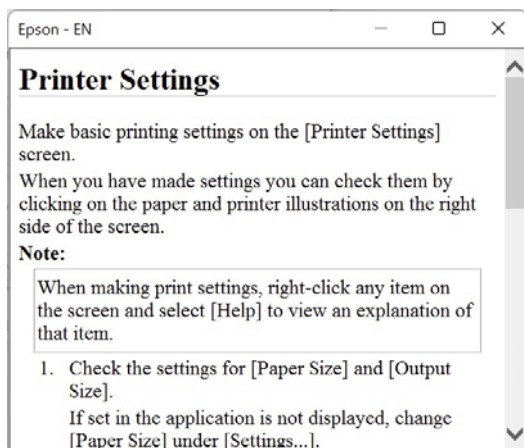 Epson - EN
Printer Settings
Make basic printing settings on the [Printer Settings]
screen.
When you have made settings you can check them by
clicking on the paper and printer illustrations on the right
side of the screen.
Note:
When making print settings, right-click any item on
the screen and select [Help] to view an explanation of
that item.
1. Check the settings for [Paper Size] and [Output
Size].
If set in the application is not displayed, change
[Paper Size] under [Settings...].